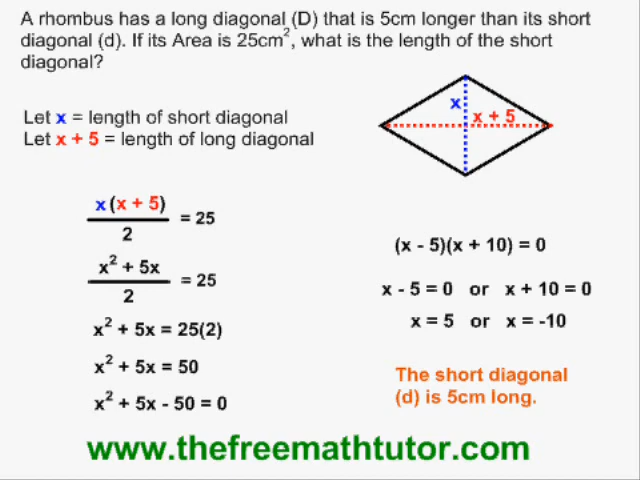 A rhombus has a long diagonal (D) that is 5cm longer than its short
diagonal (d). If its Area is 25cm², what is the length of the short
diagonal?
Let x = length of short diagonal
Let x + 5 = length of long diagonal
x
x + 5
x (x + 5)
2
= 25
x² + 5x
2
= 25
x² + 5x = 25(2)
x² + 5x = 50
x² + 5x - 50 = 0
(x - 5)(x + 10) = 0
x - 5 = 0 or x + 10 = 0
x = 5 or x = -10
The short diagonal
(d) is 5cm long.
www.thefreemathtutor.com